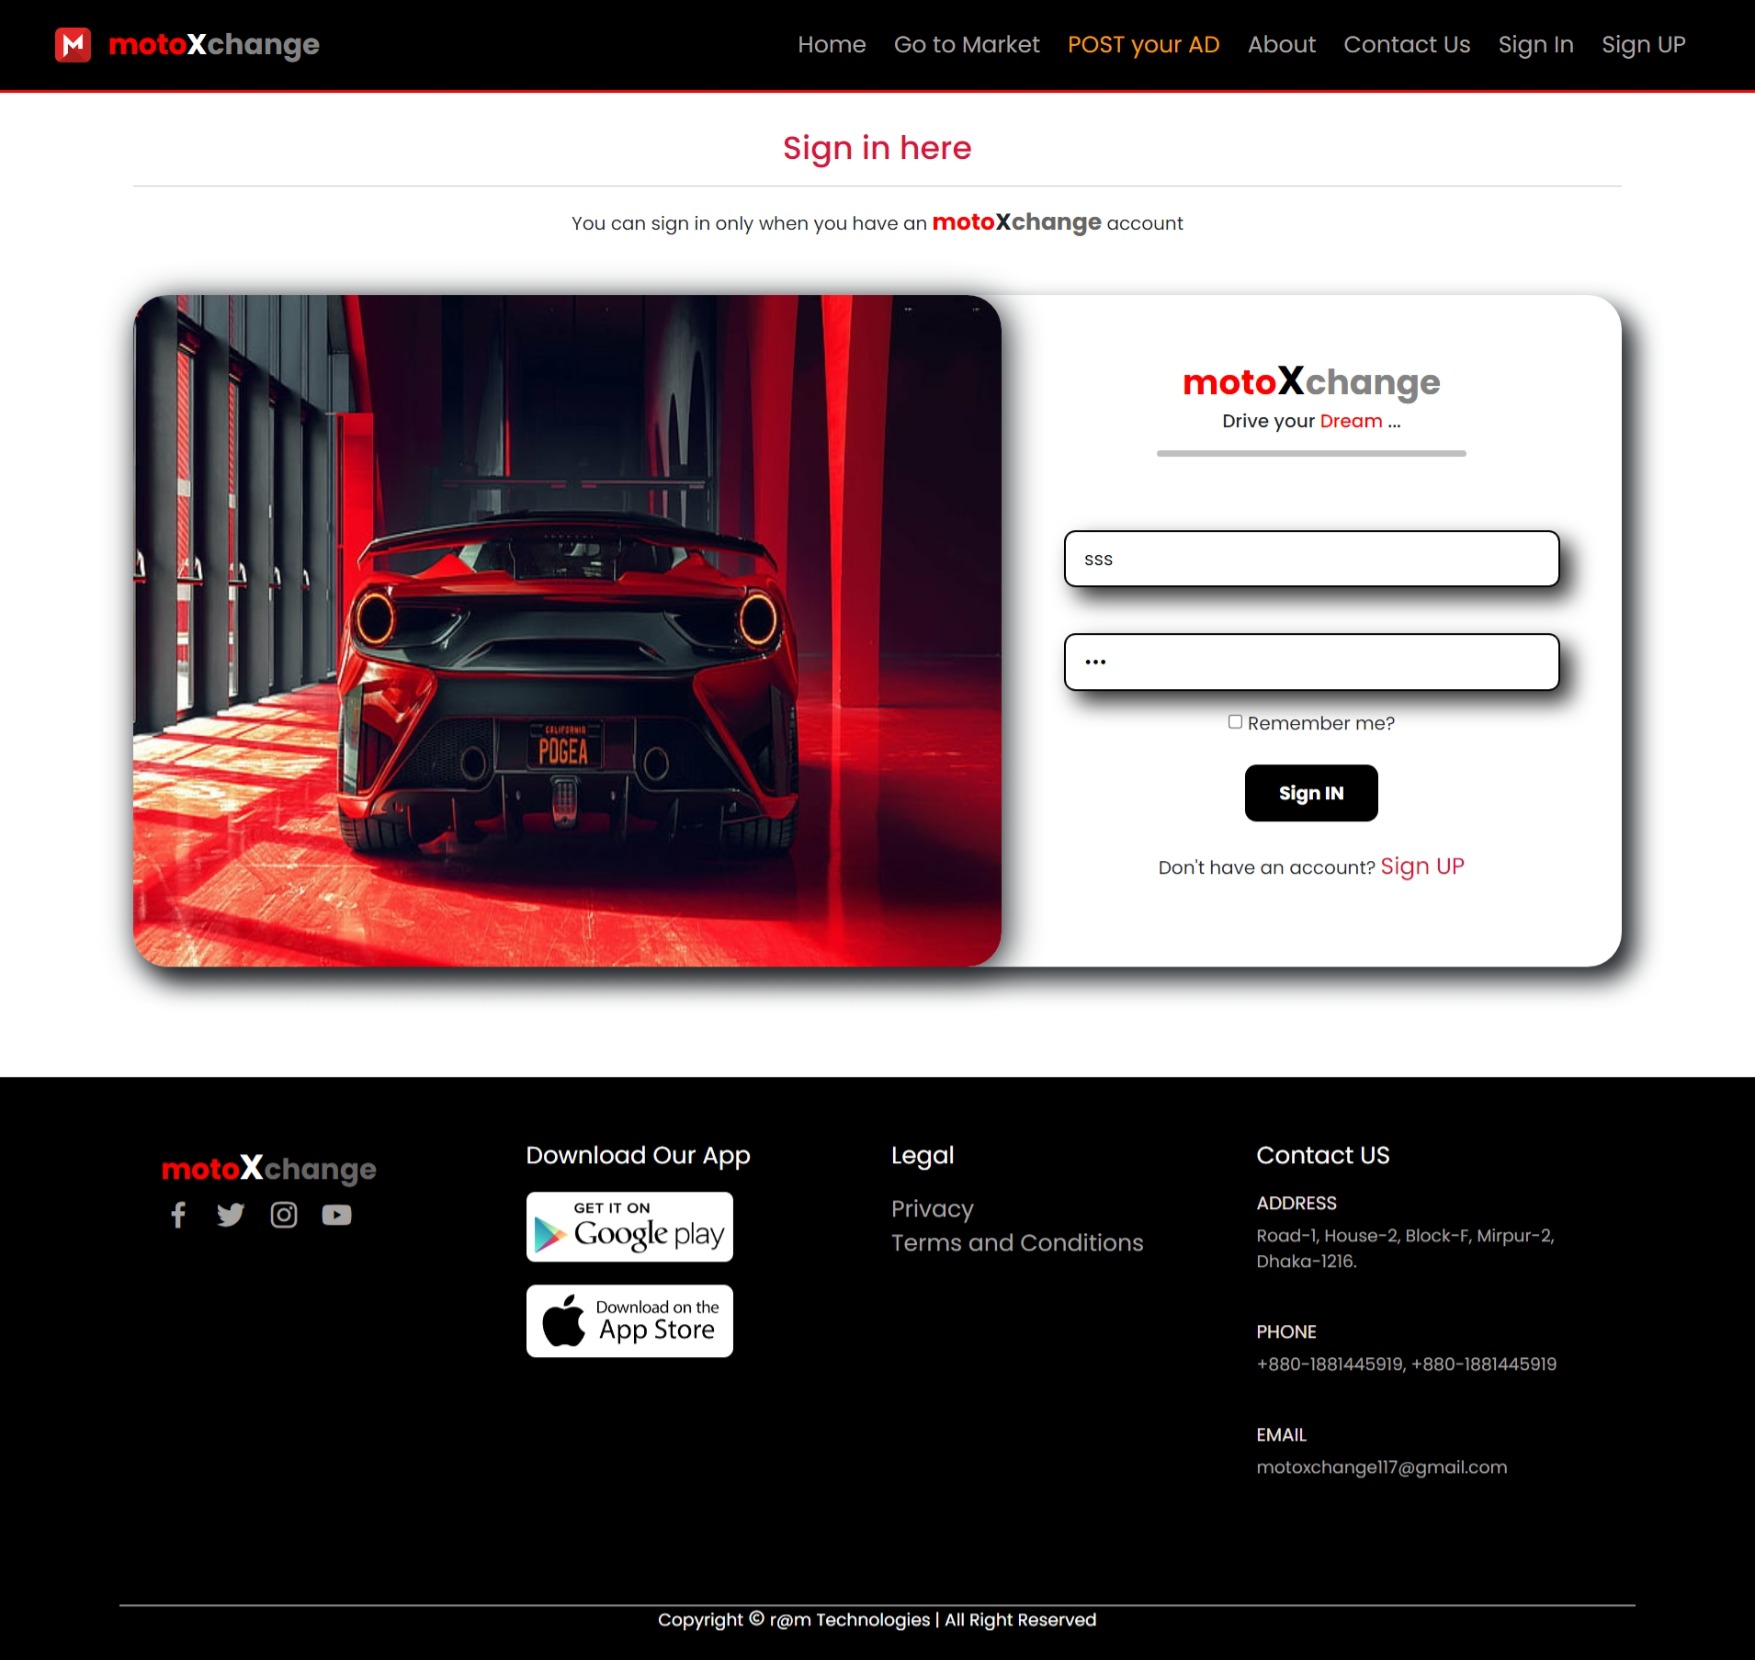 M motoXchange
Home Go to Market POST your AD About Contact Us Sign In Sign UP
Sign in here
You can sign in only when you have an motoXchange account
CALIFORNIA
POGEA
motoXchange
Drive your Dream ...
sss
•••
Remember me?
Sign IN
Don't have an account? Sign UP
motoXchange
Download Our App
GET IT ON
Google play
Download on the
App Store
Legal
Privacy
Terms and Conditions
Contact US
ADDRESS
Road-1, House-2, Block-F, Mirpur-2,
Dhaka-1216.
PHONE
+880-1881445919, +880-1881445919
EMAIL
motoxchange117@gmail.com
Copyright © r@m Technologies | All Right Reserved